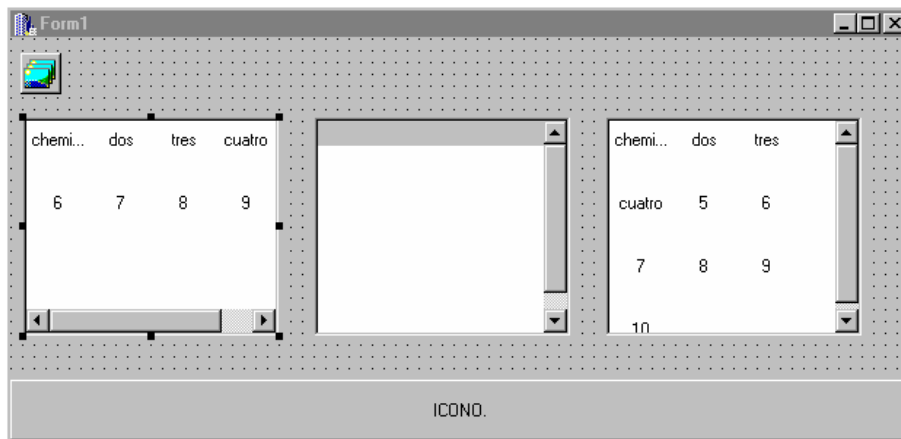 Form1
chemi... dos tres cuatro
6 7 8 9
chemi... dos tres
cuatro 5 6
7 8 9
10
ICONO.